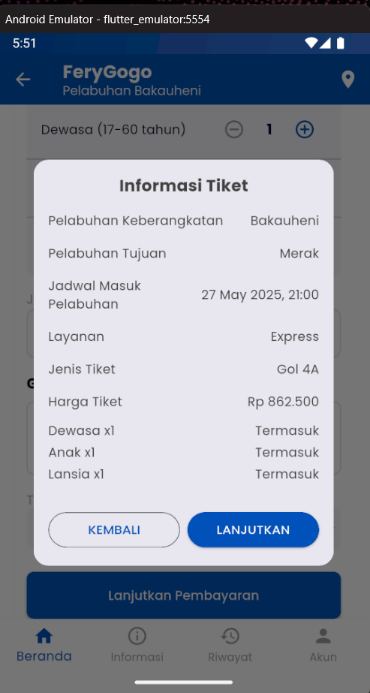 Android Emulator - flutter_emulator:5554
5:51
FeryGogo
Pelabuhan Bakauheni
Dewasa (17-60 tahun) 1
Informasi Tiket
Pelabuhan Keberangkatan Bakauheni
Pelabuhan Tujuan Merak
Jadwal Masuk
Pelabuhan 27 May 2025, 21:00
Layanan Express
Jenis Tiket Gol 4A
Harga Tiket Rp 862.500
Dewasa x1 Termasuk
Anak x1 Termasuk
Lansia x1 Termasuk
KEMBALI LANJUTKAN
Lanjutkan Pembayaran
Beranda Informasi Riwayat Akun